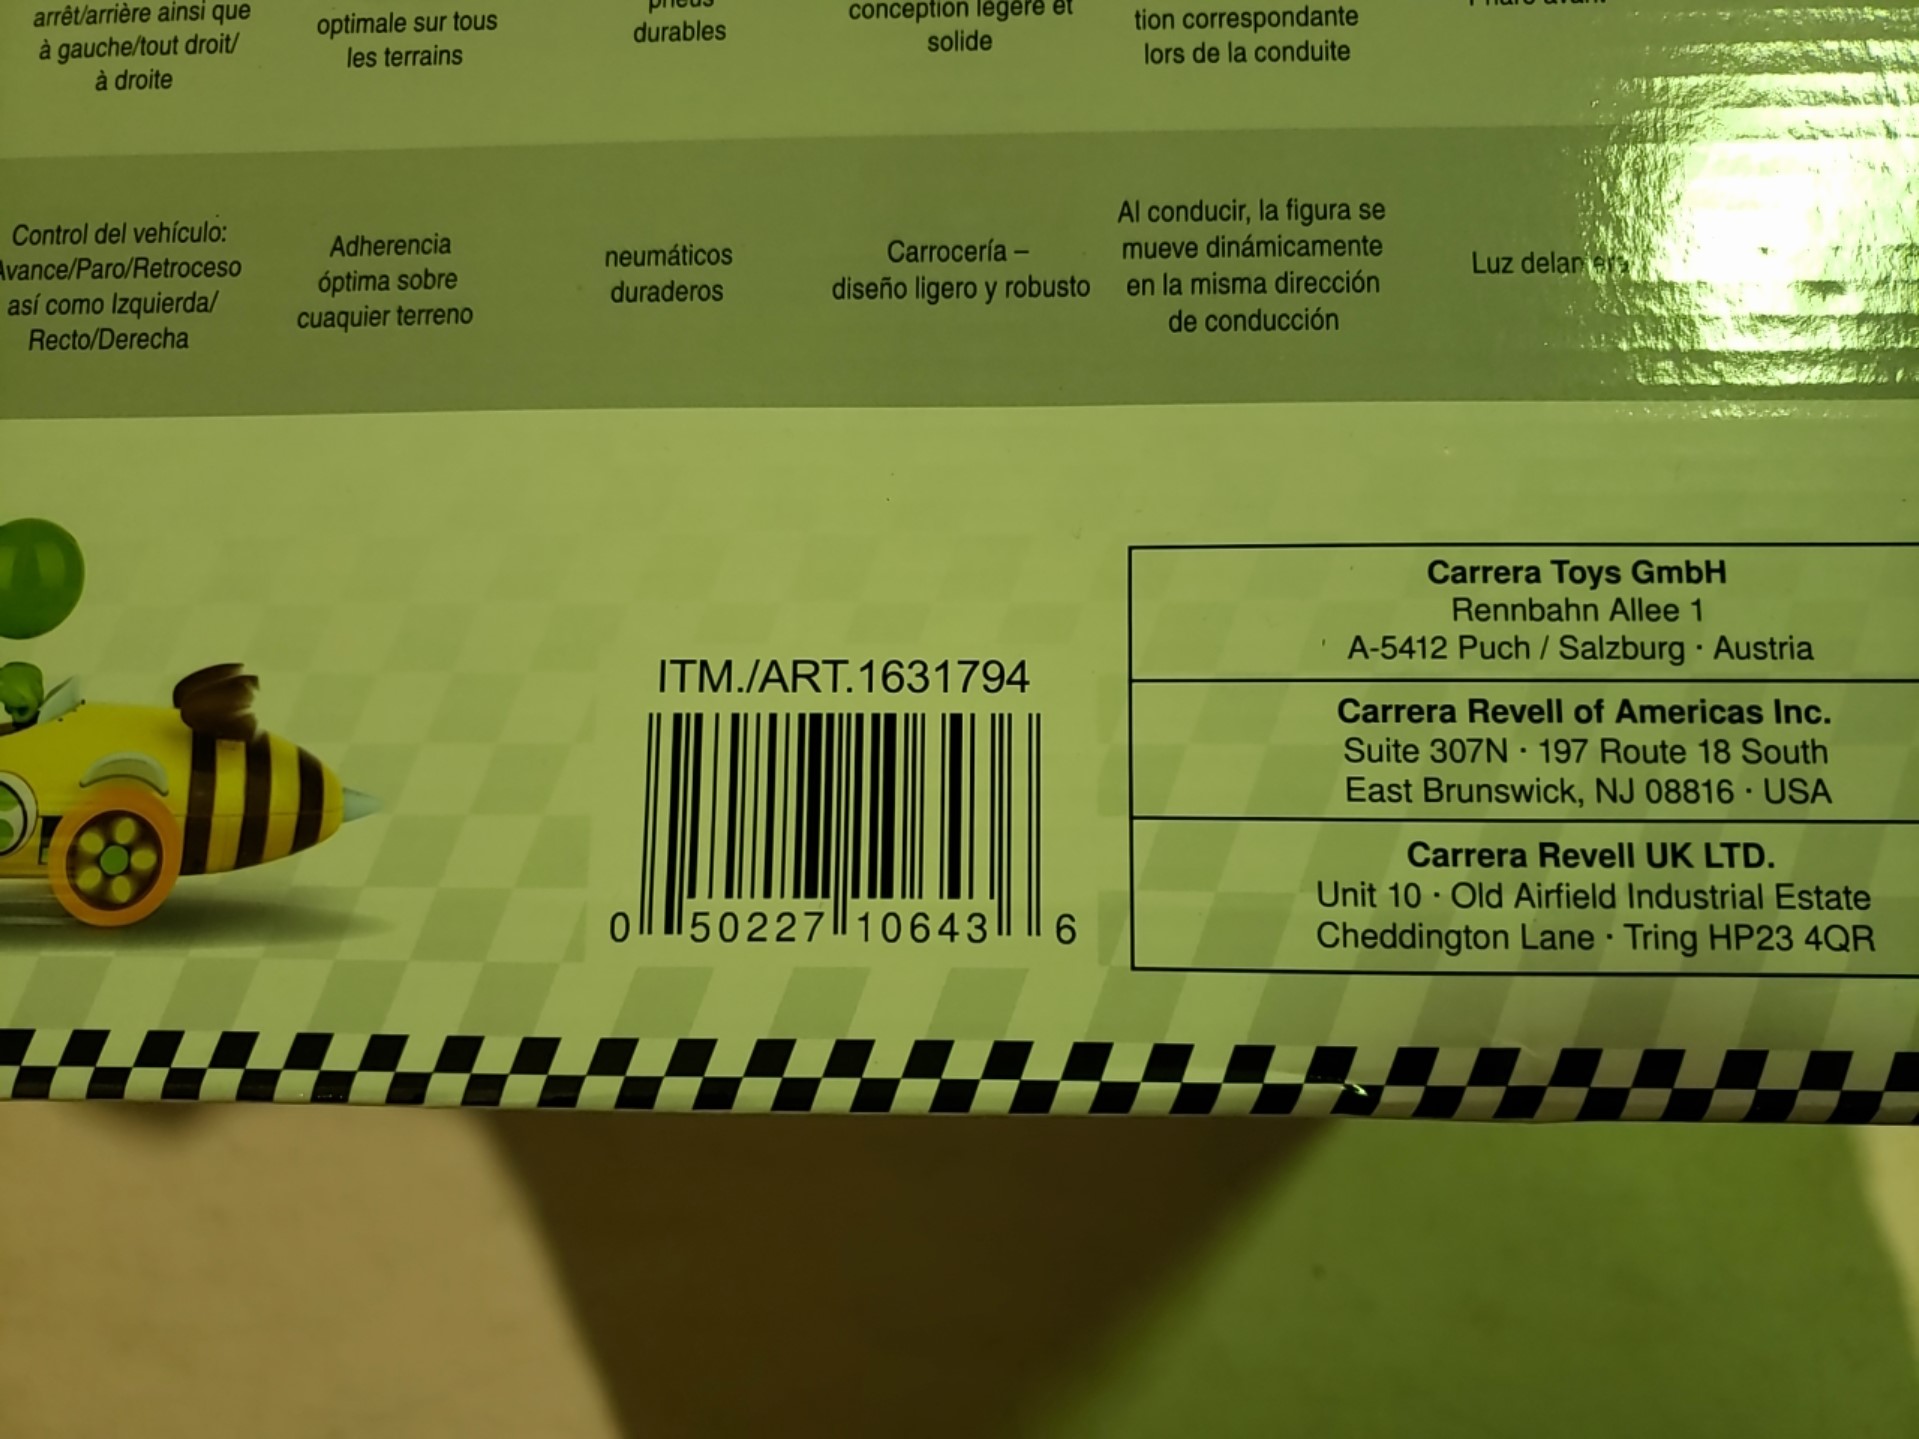 arrêt/arrière ainsi que
à gauche/tout droit/
à droite
optimale sur tous
les terrains
pneus
durables
conception légère et
solide
tion correspondante
lors de la conduite
Control del vehículo:
Avance/Paro/Retroceso
así como Izquierda/
Recto/Derecha
Adherencia
óptima sobre
cuaquier terreno
neumáticos
duraderos
Carrocería –
diseño ligero y robusto
Al conducir, la figura se
mueve dinámicamente
en la misma dirección
de conducción
Luz delantera
ITM./ART.1631794
0 50227 10643 6
Carrera Toys GmbH
Rennbahn Allee 1
A-5412 Puch / Salzburg · Austria
Carrera Revell of Americas Inc.
Suite 307N · 197 Route 18 South
East Brunswick, NJ 08816 · USA
Carrera Revell UK LTD.
Unit 10 · Old Airfield Industrial Estate
Cheddington Lane · Tring HP23 4QR